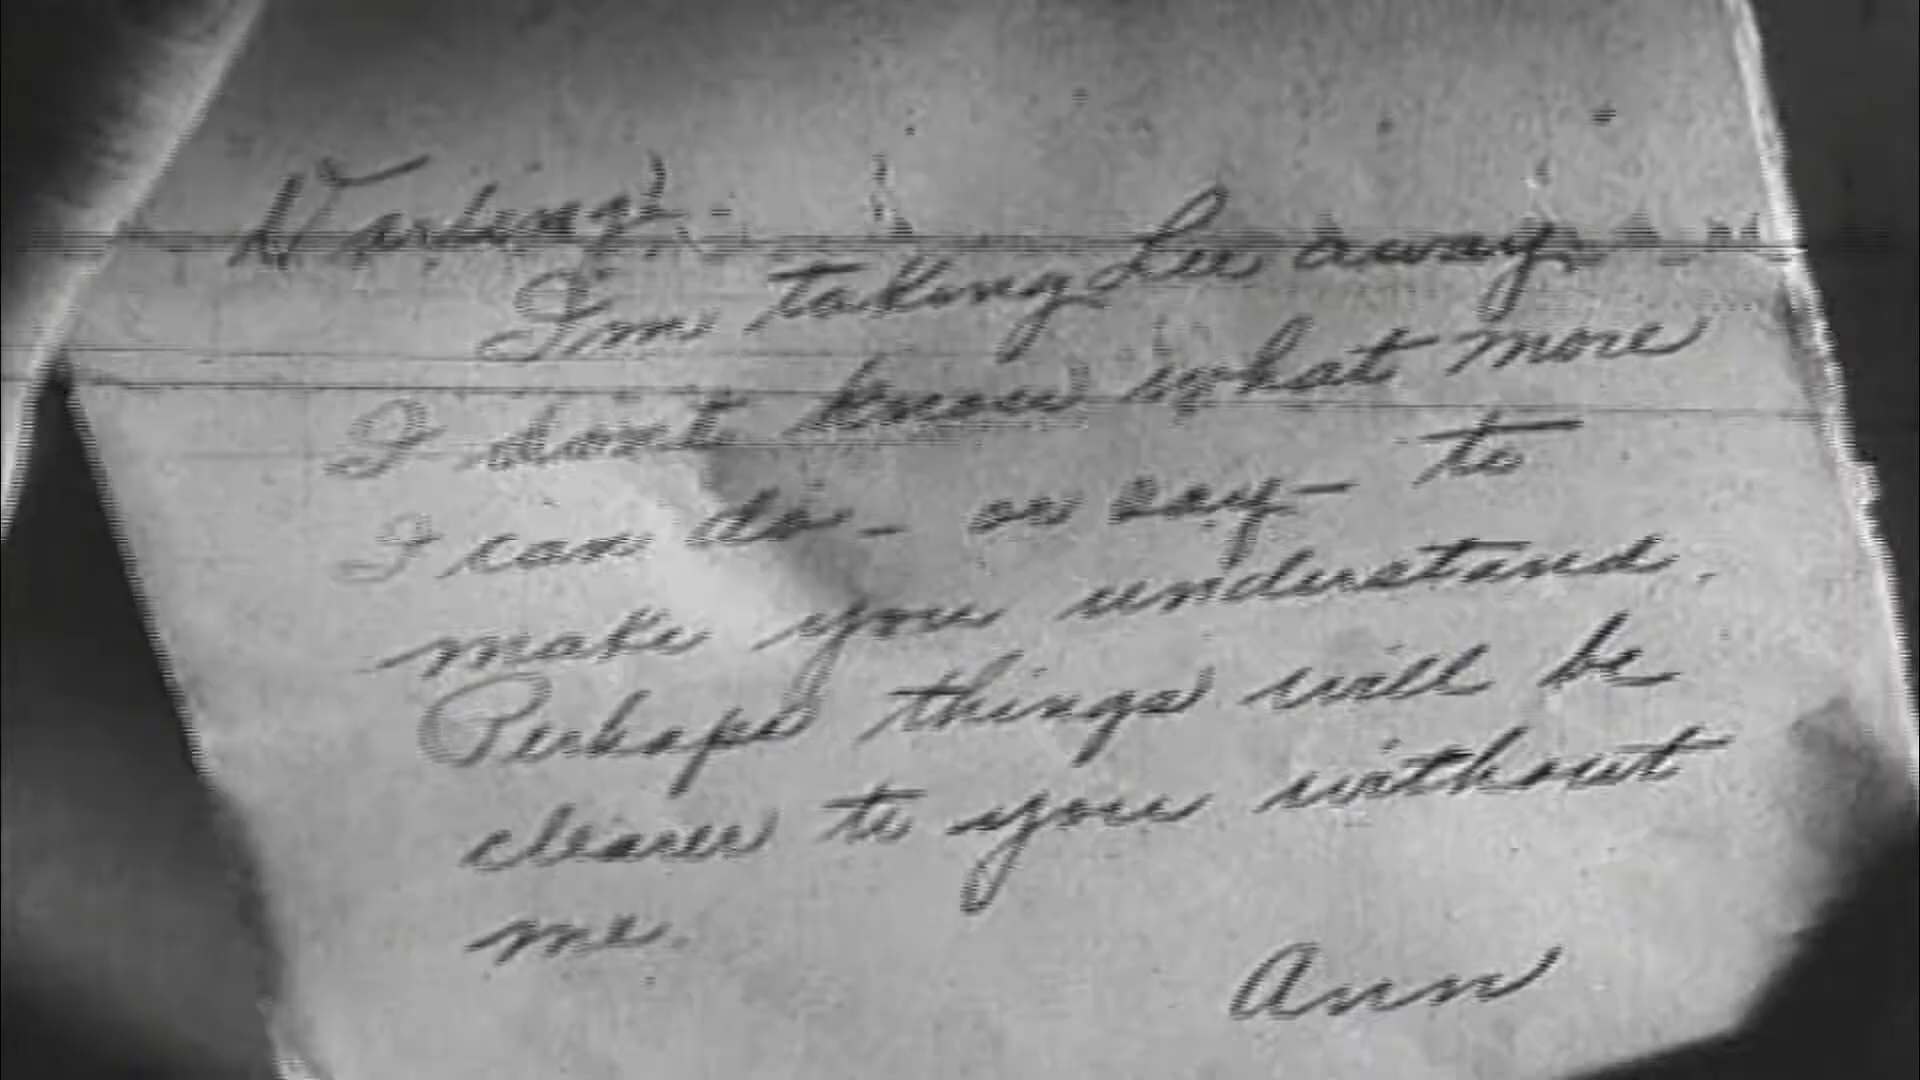 Darling -
I'm taking Lee away
I don't know what more
I can do - or say - to
make you understand.
Perhaps things will be
clearer to you without
me.
Ann